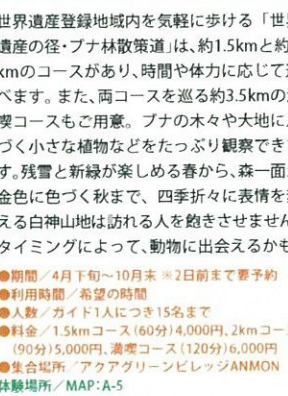 世界遺産登録地域内を気軽に歩ける「世
遺産の径・ブナ林散策道」は、約1.5kmと約
kmのコースがあり、時間や体力に応じて
べます。また、両コースを巡る約3.5kmの
喫コースもご用意。ブナの木々や大地に
づく小さな植物などをたっぷり観察でき
す。残雪と新緑が楽しめる春から、森一面
金色に色づく秋まで、四季折々に表情を
える白神山地は訪れる人を飽きさせません
タイミングによって、動物に出会えるかも
●期間／4月下旬〜10月末 ※2日前まで要予約
●利用時間／希望の時間
●人数／ガイド1人につき15名まで
●料金／1.5kmコース(60分)4,000円、2kmコー
(90分)5,000円、満喫コース(120分)6,000円
●集合場所／アクアグリーンビレッジANMON
体験場所／MAP:A-5